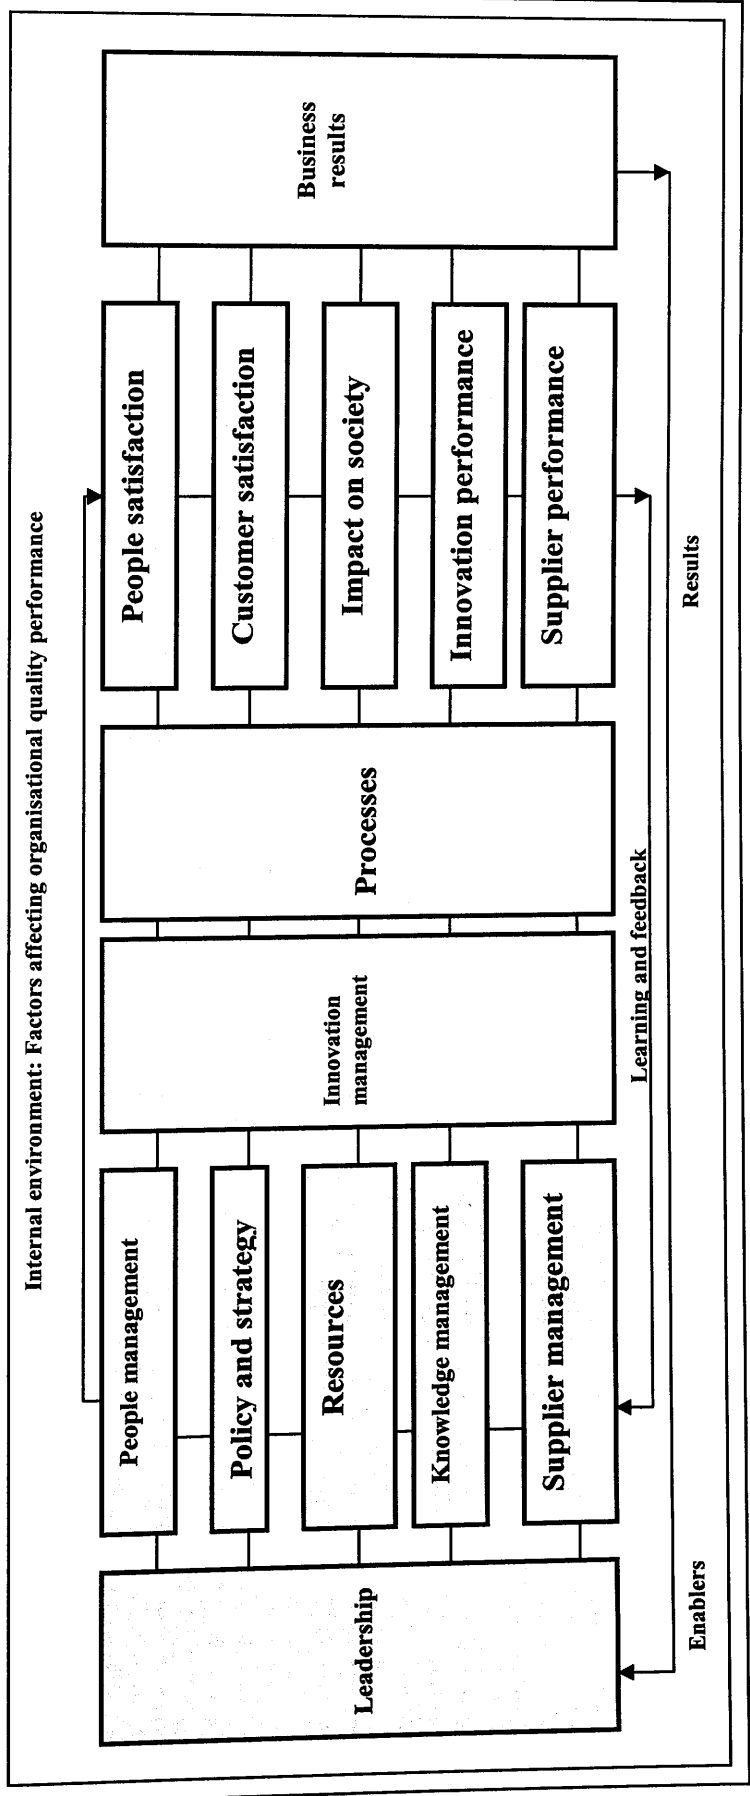 Internal environment: Factors affecting organisational quality performance
Leadership
People management
Policy and strategy
Resources
Knowledge management
Supplier management
Innovation
management
Processes
People satisfaction
Customer satisfaction
Impact on society
Innovation performance
Supplier performance
Business
results
Learning and feedback
Enablers
Results